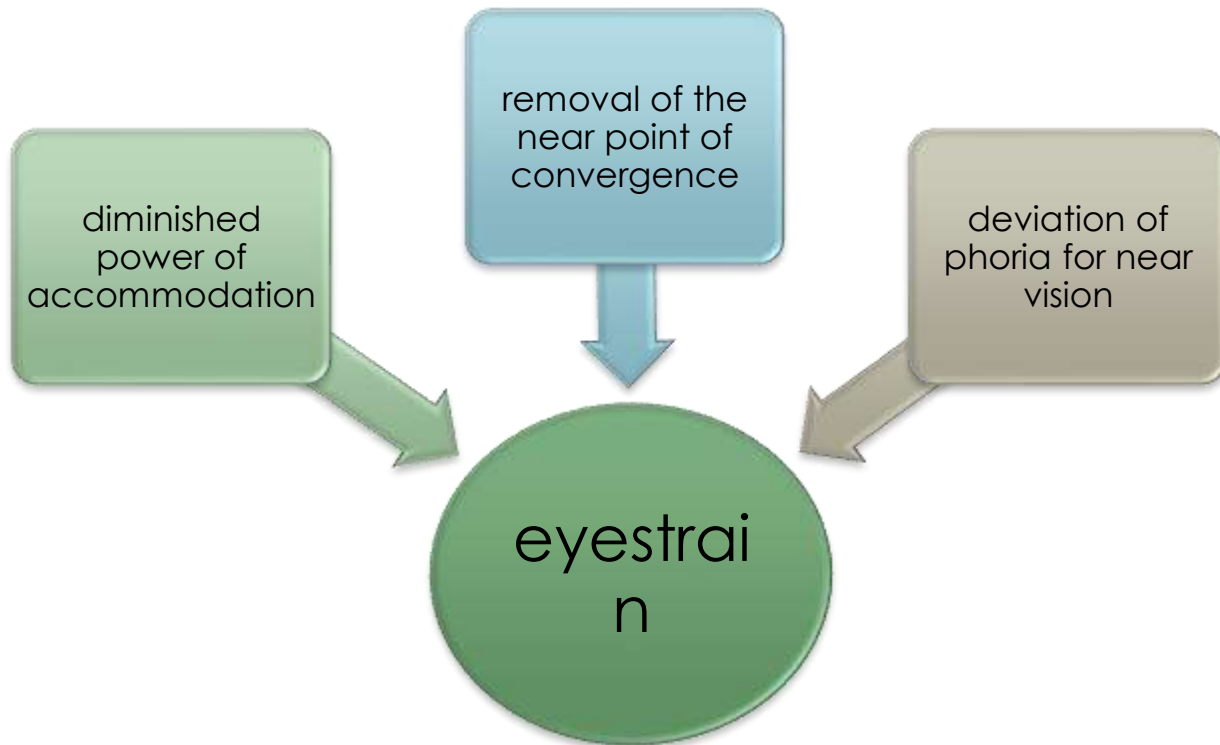 diminished
power of
accommodation
removal of the
near point of
convergence
deviation of
phoria for near
vision
eyestrai
n